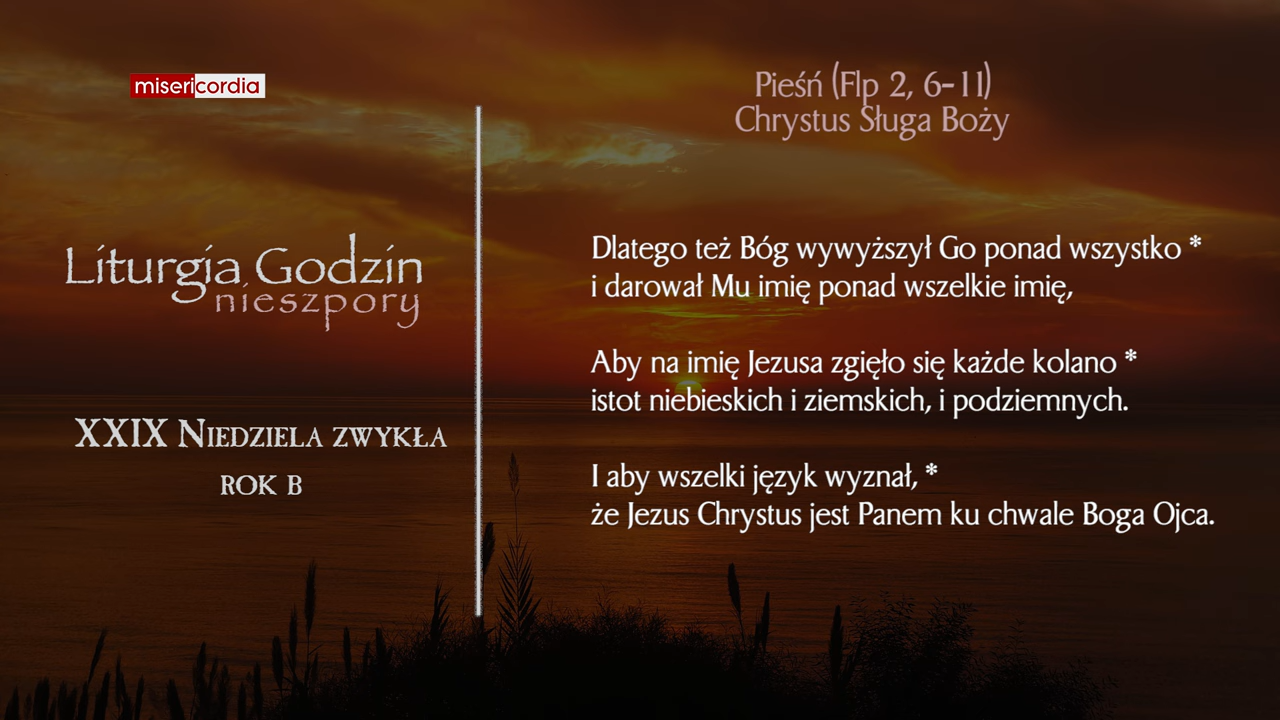 misericordia
Liturgia Godzin
nieszpory
XXIX Niedziela zwykła
rok B
Pieśń (Flp 2, 6-11)
Chrystus Sługa Boży
Dlatego też Bóg wywyższył Go ponad wszystko *
i darował Mu imię ponad wszelkie imię,
Aby na imię Jezusa zgięło się każde kolano *
istot niebieskich i ziemskich, i podziemnych.
I aby wszelki język wyznał, *
że Jezus Chrystus jest Panem ku chwale Boga Ojca.